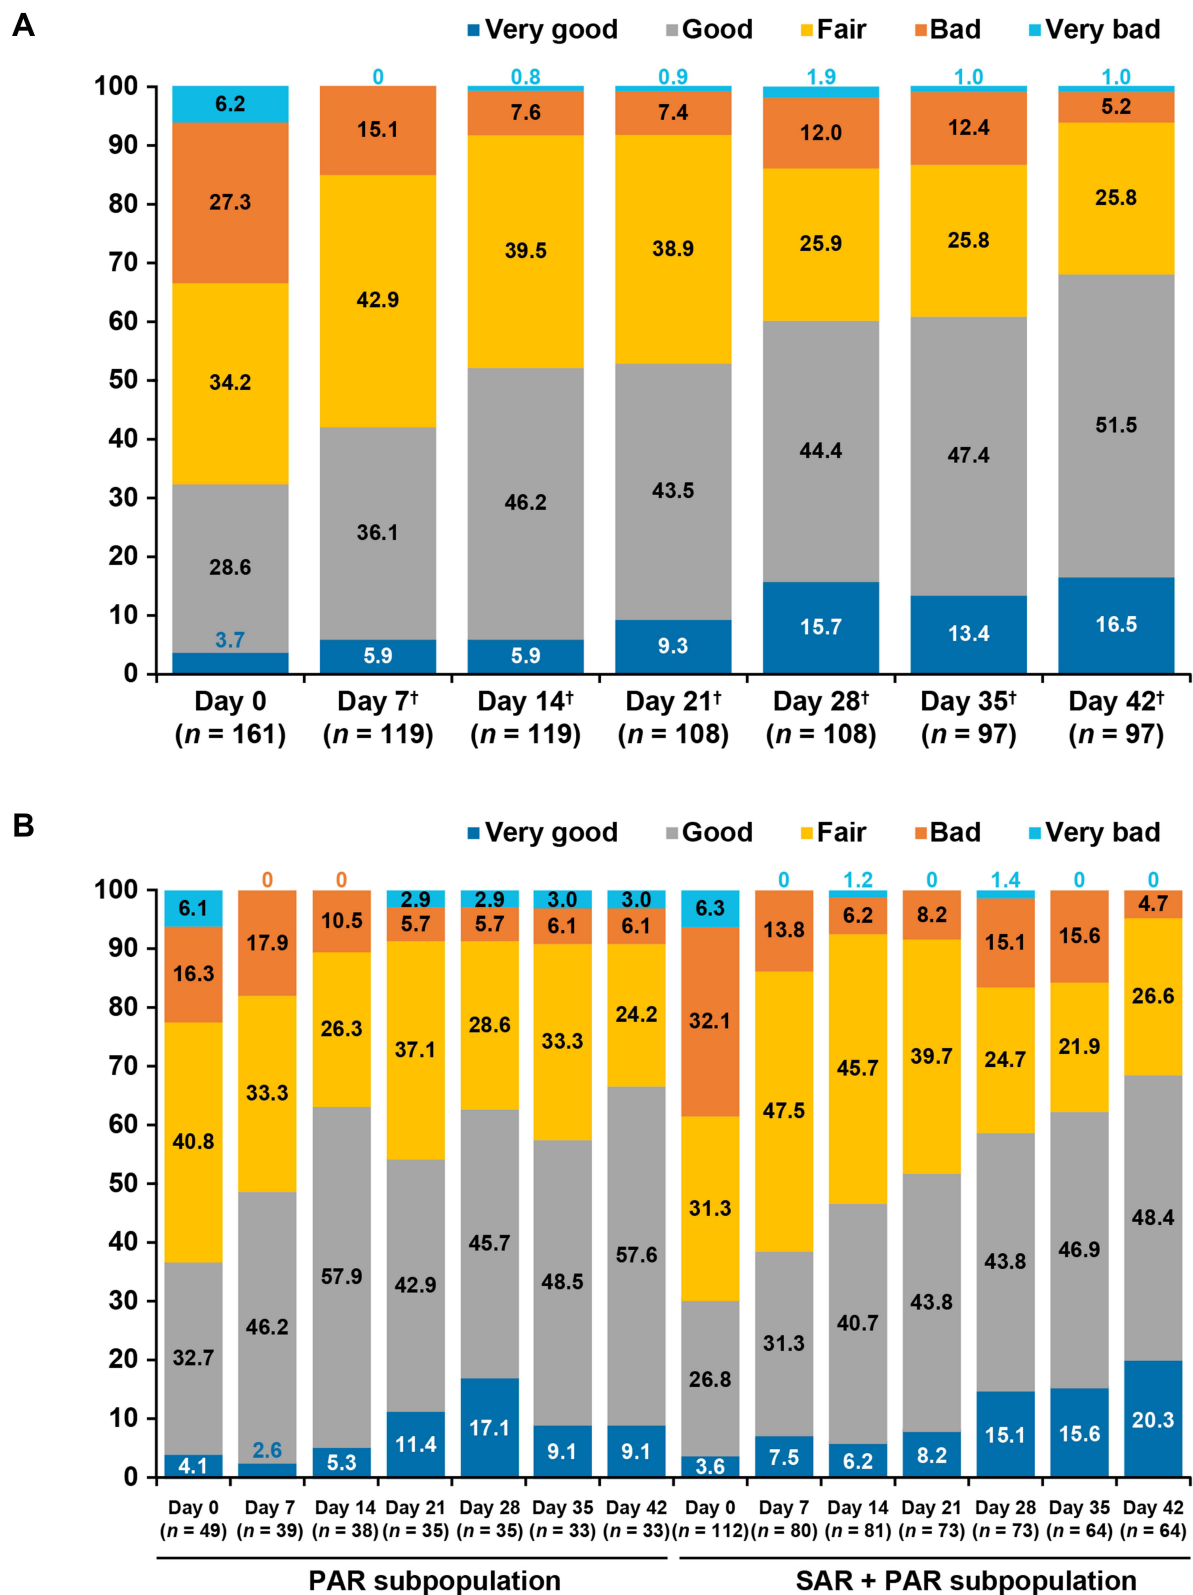 A
Very good Good Fair Bad Very bad
0 0.8 0.9 1.9 1.0 1.0
100
90
80
70
60
50
40
30
20
10
0
6.2 27.3 34.2 28.6 3.7
15.1 42.9 36.1 5.9
7.6 39.5 46.2 5.9
7.4 38.9 43.5 9.3
12.0 25.9 44.4 15.7
12.4 25.8 47.4 13.4
5.2 25.8 51.5 16.5
Day 0 Day 7† Day 14† Day 21† Day 28† Day 35† Day 42†
(n = 161) (n = 119) (n = 119) (n = 108) (n = 108) (n = 97) (n = 97)
B
Very good Good Fair Bad Very bad
0 0 0 1.2 0 1.4 0 0
100
90
80
70
60
50
40
30
20
10
0
6.1 16.3 40.8 32.7 4.1
17.9 33.3 46.2 2.6
10.5 26.3 57.9 5.3
2.9 5.7 37.1 42.9 11.4
2.9 5.7 28.6 45.7 17.1
3.0 6.1 33.3 48.5 9.1
3.0 6.1 24.2 57.6 9.1
6.3 32.1 31.3 26.8 3.6
13.8 47.5 31.3 7.5
6.2 45.7 40.7 6.2
8.2 39.7 43.8 8.2
15.1 24.7 43.8 15.1
15.6 21.9 46.9 15.6
4.7 26.6 48.4 20.3
Day 0 Day 7 Day 14 Day 21 Day 28 Day 35 Day 42 Day 0 Day 7 Day 14 Day 21 Day 28 Day 35 Day 42
(n = 49) (n = 39) (n = 38) (n = 35) (n = 35) (n = 33) (n = 33) (n = 112) (n = 80) (n = 81) (n = 73) (n = 73) (n = 64) (n = 64)
PAR subpopulation SAR + PAR subpopulation